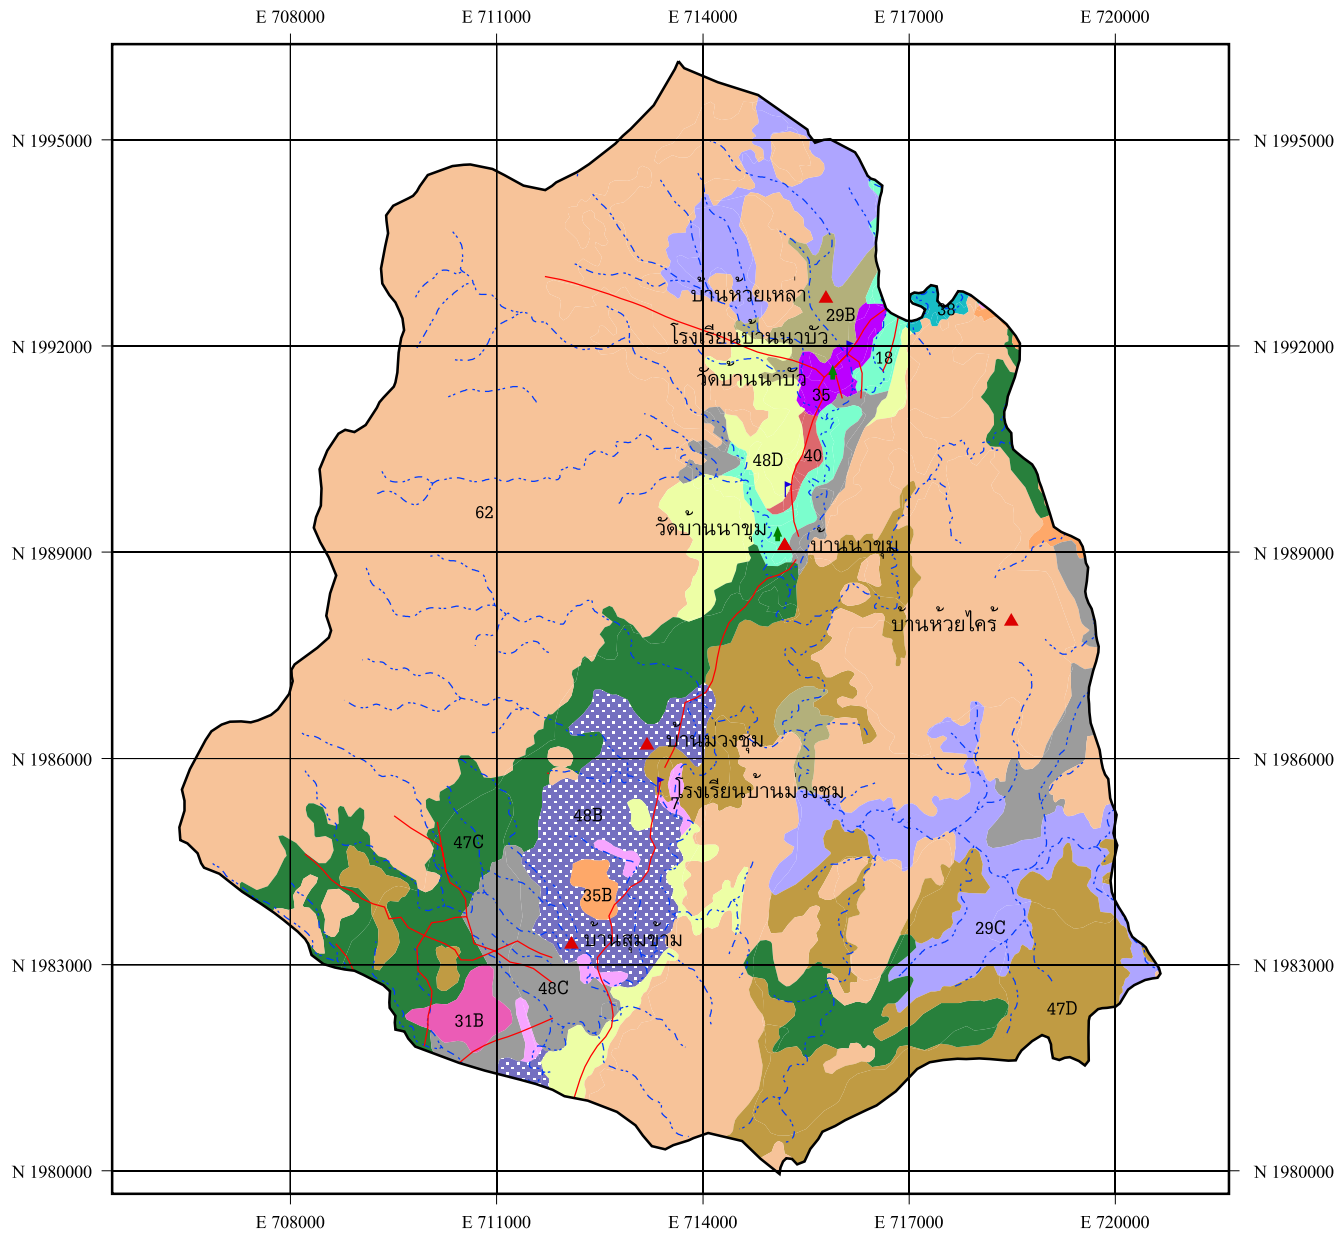 E 708000 E 711000 E 714000 E 717000 E 720000
N 1995000 N 1995000
บ้านห้วยเหลา
29B
38
โรงเรียนบ้านนาบัว
N 1992000 N 1992000
18
วัดบ้านนาบัว
35
40
48D
62
วัดบ้านนาขุม
บ้านนาขุม
N 1989000 N 1989000
บ้านห้วยไคร้
บ้านม่วงชุม
N 1986000 N 1986000
โรงเรียนบ้านม่วงชุม
7
48B
47C
35B
29C
บ้านสุมข้าม
N 1983000 N 1983000
48C
47D
31B
N 1980000 N 1980000
E 708000 E 711000 E 714000 E 717000 E 720000